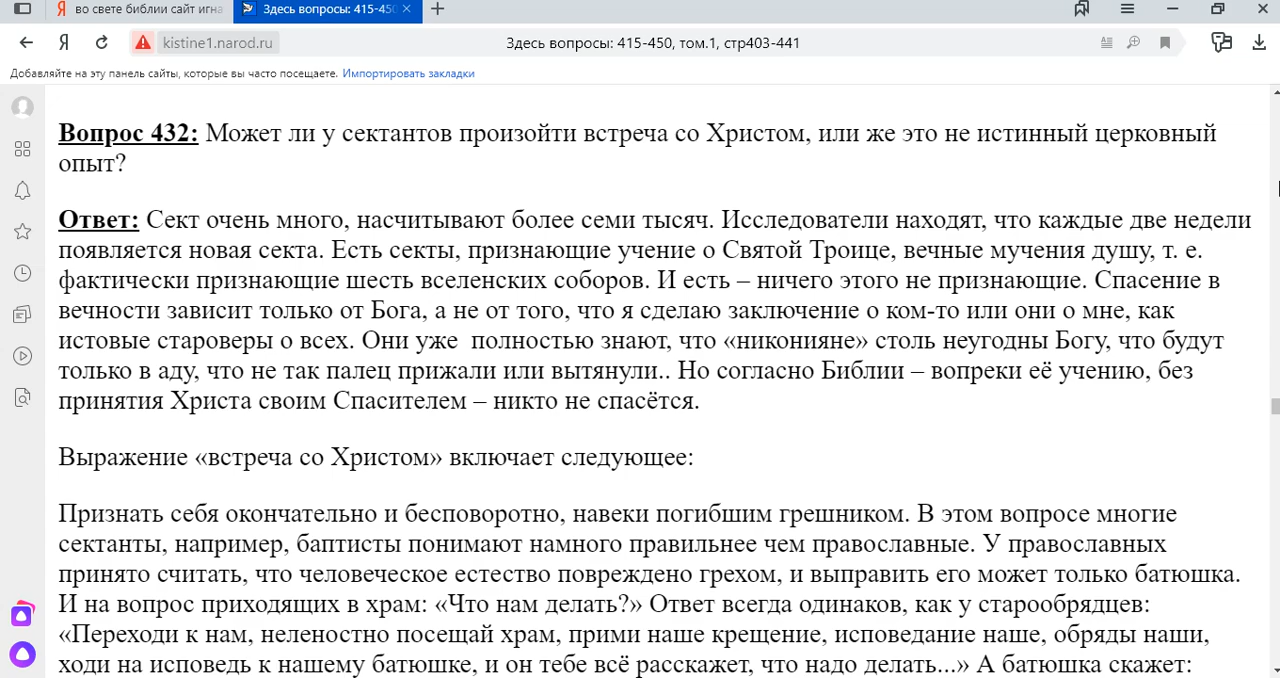 во свете библии сайт игна
Здесь вопросы: 415-450
kistine1.narod.ru
Здесь вопросы: 415-450, том.1, стр403-441
Добавляйте на эту панель сайты, которые вы часто посещаете. Импортировать закладки
Вопрос 432: Может ли у сектантов произойти встреча со Христом, или же это не истинный церковный
опыт?
Ответ: Сект очень много, насчитывают более семи тысяч. Исследователи находят, что каждые две недели
появляется новая секта. Есть секты, признающие учение о Святой Троице, вечные мучения душу, т. е.
фактически признающие шесть вселенских соборов. И есть – ничего этого не признающие. Спасение в
вечности зависит только от Бога, а не от того, что я сделаю заключение о ком-то или они о мне, как
истовые староверы о всех. Они уже  полностью знают, что «никонияне» столь неугодны Богу, что будут
только в аду, что не так палец прижали или вытянули.. Но согласно Библии – вопреки её учению, без
принятия Христа своим Спасителем – никто не спасётся.
Выражение «встреча со Христом» включает следующее:
Признать себя окончательно и бесповоротно, навеки погибшим грешником. В этом вопросе многие
сектанты, например, баптисты понимают намного правильнее чем православные. У православных
принято считать, что человеческое естество повреждено грехом, и выправить его может только батюшка.
И на вопрос приходящих в храм: «Что нам делать?» Ответ всегда одинаков, как у старообрядцев:
«Переходи к нам, неленостно посещай храм, прими наше крещение, исповедание наше, обряды наши,
ходи на исповедь к нашему батюшке, и он тебе всё расскажет, что надо делать...» А батюшка скажет: